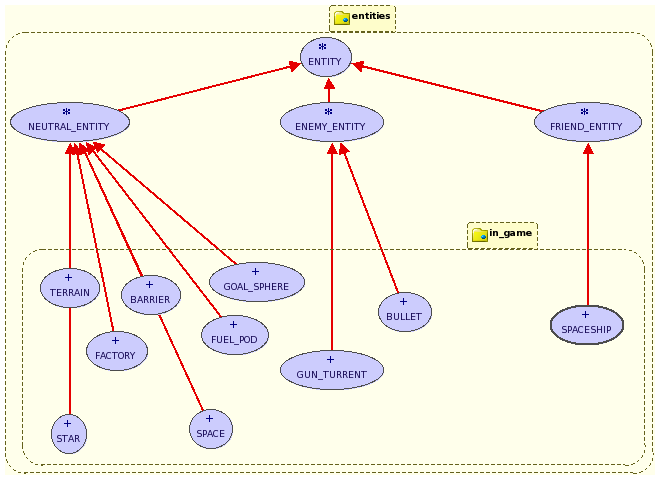 entities
*
ENTITY
*
NEUTRAL_ENTITY
*
ENEMY_ENTITY
*
FRIEND_ENTITY
in_game
+
TERRAIN
+
BARRIER
+
GOAL_SPHERE
+
BULLET
+
SPACESHIP
+
FACTORY
+
FUEL_POD
+
GUN_TURRENT
+
STAR
+
SPACE